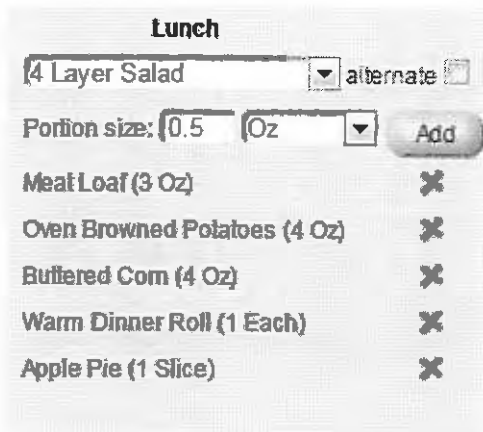 Lunch
4 Layer Salad alternate
Portion size: 0.5 Oz Add
Meat Loaf (3 Oz)
Oven Browned Potatoes (4 Oz)
Buttered Corn (4 Oz)
Warm Dinner Roll (1 Each)
Apple Pie (1 Slice)